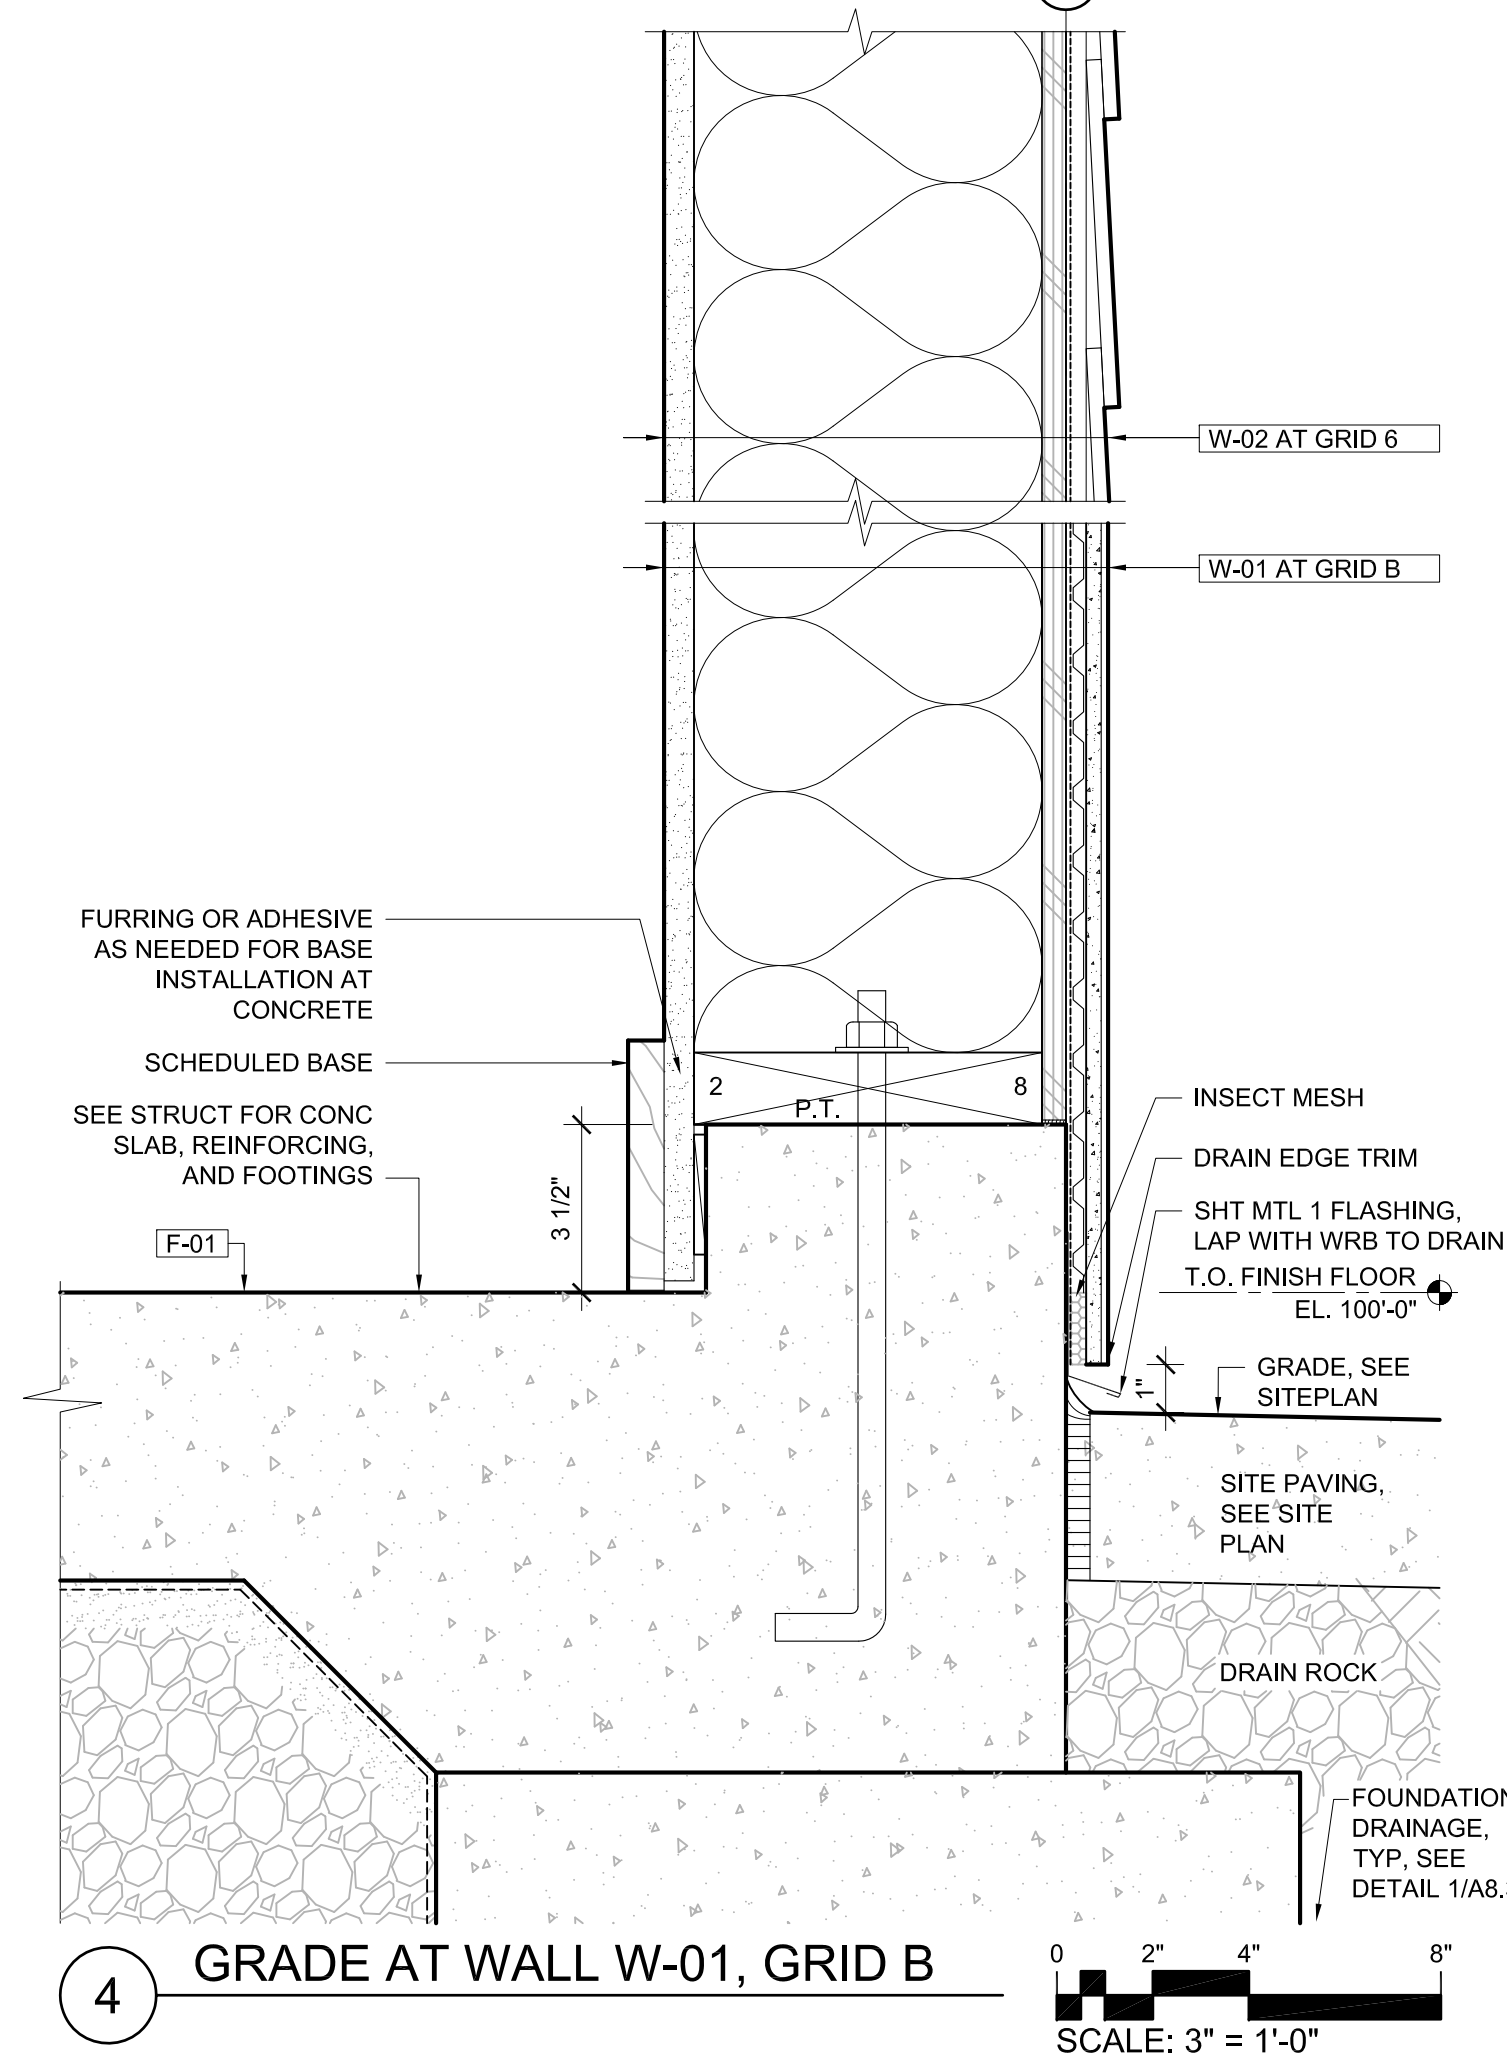 W-02 AT GRID 6
W-01 AT GRID B
FURRING OR ADHESIVE
AS NEEDED FOR BASE
INSTALLATION AT
CONCRETE
SCHEDULED BASE
SEE STRUCT FOR CONC
SLAB, REINFORCING,
AND FOOTINGS
F-01
3 1/2"
2
8
P.T.
INSECT MESH
DRAIN EDGE TRIM
SHT MTL 1 FLASHING,
LAP WITH WRB TO DRAIN
T.O. FINISH FLOOR
EL. 100'-0"
1"
GRADE, SEE
SITEPLAN
SITE PAVING,
SEE SITE
PLAN
DRAIN ROCK
FOUNDATION
DRAINAGE,
TYP, SEE
DETAIL 1/A8.
4
GRADE AT WALL W-01, GRID B
0 2" 4" 8"
SCALE: 3" = 1'-0"